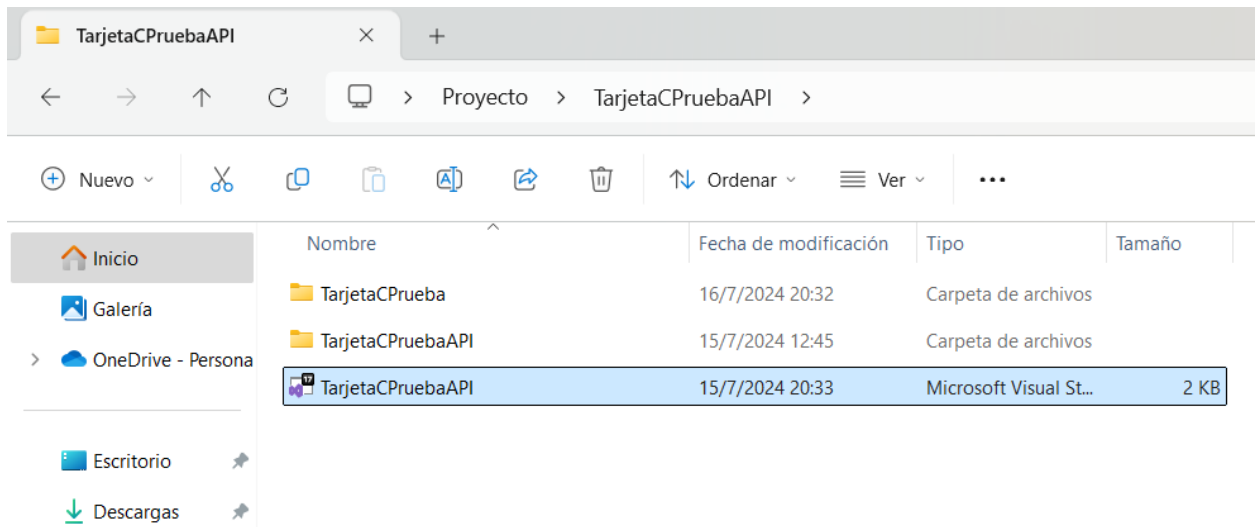 TarjetaCPruebaAPI
Proyecto > TarjetaCPruebaAPI >
Nuevo Ordenar Ver
Nombre Fecha de modificación Tipo Tamaño
Inicio
Galería
OneDrive - Persona
Escritorio
Descargas
TarjetaCPrueba 16/7/2024 20:32 Carpeta de archivos
TarjetaCPruebaAPI 15/7/2024 12:45 Carpeta de archivos
17
TarjetaCPruebaAPI 15/7/2024 20:33 Microsoft Visual St... 2 KB